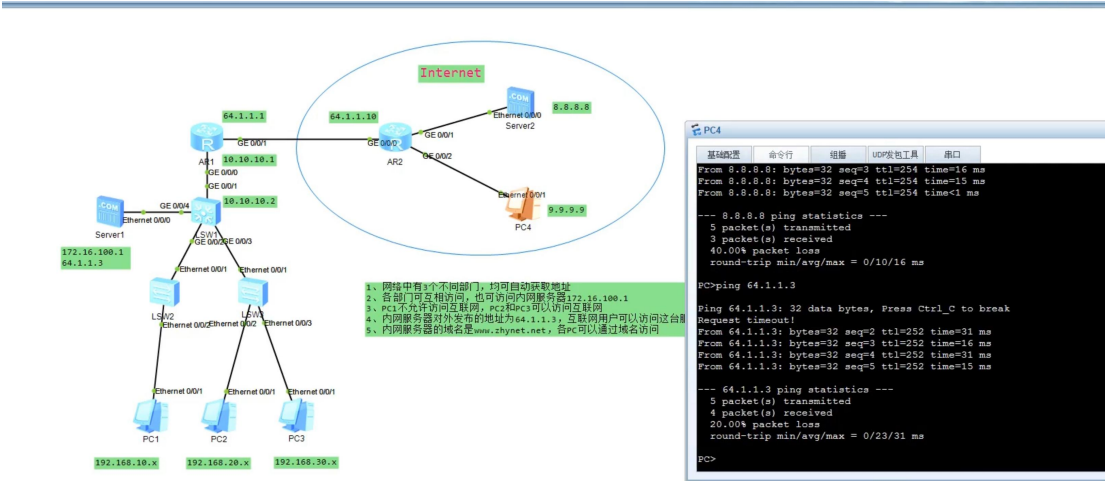 Internet
64.1.1.1
64.1.1.10
8.8.8.8
Ethernet 0/0/0
Server2
GE 0/0/1
GE 0/0/0
GE 0/0/1
AR1
10.10.10.1
AR2
GE 0/0/2
GE 0/0/0
GE 0/0/1
Ethernet 0/0/1
9.9.9.9
PC4
GE 0/0/4
10.10.10.2
Ethernet 0/0/0
Server1
LSW1
172.16.100.1
64.1.1.3
GE 0/0/2
GE 0/0/3
Ethernet 0/0/1
Ethernet 0/0/1
LSW2
LSW3
Ethernet 0/0/2
Ethernet 0/0/2
Ethernet 0/0/3
1、网络中有3个不同部门，均可自动获取地址
2、各部门可互相访问，也可访问内网服务器172.16.100.1
3、PC1不允许访问互联网，PC2和PC3可以访问互联网
4、内网服务器对外发布的地址为64.1.1.3，互联网用户可以访问这台
5、内网服务器的域名是www.zhynet.net，各PC可以通过域名访问
Ethernet 0/0/1
Ethernet 0/0/1
Ethernet 0/0/1
PC1
PC2
PC3
192.168.10.x
192.168.20.x
192.168.30.x
PC4
基础配置 命令行 组播 UDP发包工具 串口
From 8.8.8.8: bytes=32 seq=3 ttl=254 time=16 ms
From 8.8.8.8: bytes=32 seq=4 ttl=254 time=15 ms
From 8.8.8.8: bytes=32 seq=5 ttl=254 time<1 ms
--- 8.8.8.8 ping statistics ---
5 packet(s) transmitted
3 packet(s) received
40.00% packet loss
round-trip min/avg/max = 0/10/16 ms
PC>ping 64.1.1.3
Ping 64.1.1.3: 32 data bytes, Press Ctrl_C to break
Request timeout!
From 64.1.1.3: bytes=32 seq=2 ttl=252 time=31 ms
From 64.1.1.3: bytes=32 seq=3 ttl=252 time=16 ms
From 64.1.1.3: bytes=32 seq=4 ttl=252 time=31 ms
From 64.1.1.3: bytes=32 seq=5 ttl=252 time=15 ms
--- 64.1.1.3 ping statistics ---
5 packet(s) transmitted
4 packet(s) received
20.00% packet loss
round-trip min/avg/max = 0/23/31 ms
PC>